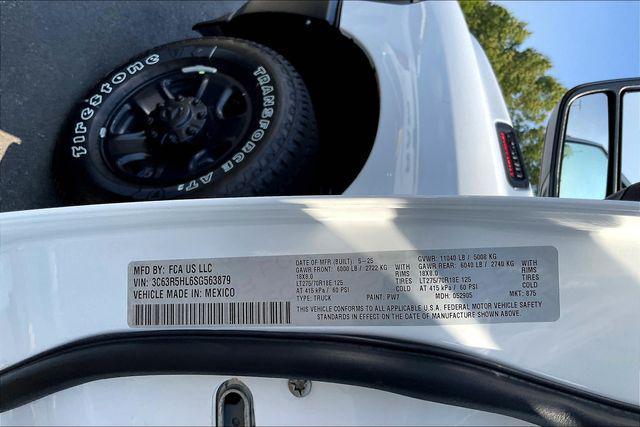 Firestone
TRANSFORCE AT2
MFD BY: FCA US LLC
VIN: 3C63R5HL6SG563879
VEHICLE MADE IN: MEXICO
DATE OF MFR (BUILT): 5-25
GAWR FRONT: 6000 LB / 2722 KG WITH
18X8.0 RIMS
LT275/70R18E 125 TIRES
AT 415 kPa / 60 PSI COLD
TYPE: TRUCK PAINT: PW7
GVWR: 11040 LB / 5008 KG
GAWR REAR: 6040 LB / 2740 KG WITH
18X8.0 RIMS
LT275/70R18E 125 TIRES
AT 415 kPa / 60 PSI COLD
MDH: 052905 MKT: 875
THIS VEHICLE CONFORMS TO ALL APPLICABLE U.S.A. FEDERAL MOTOR VEHICLE SAFETY
STANDARDS IN EFFECT ON THE DATE OF MANUFACTURE SHOWN ABOVE.